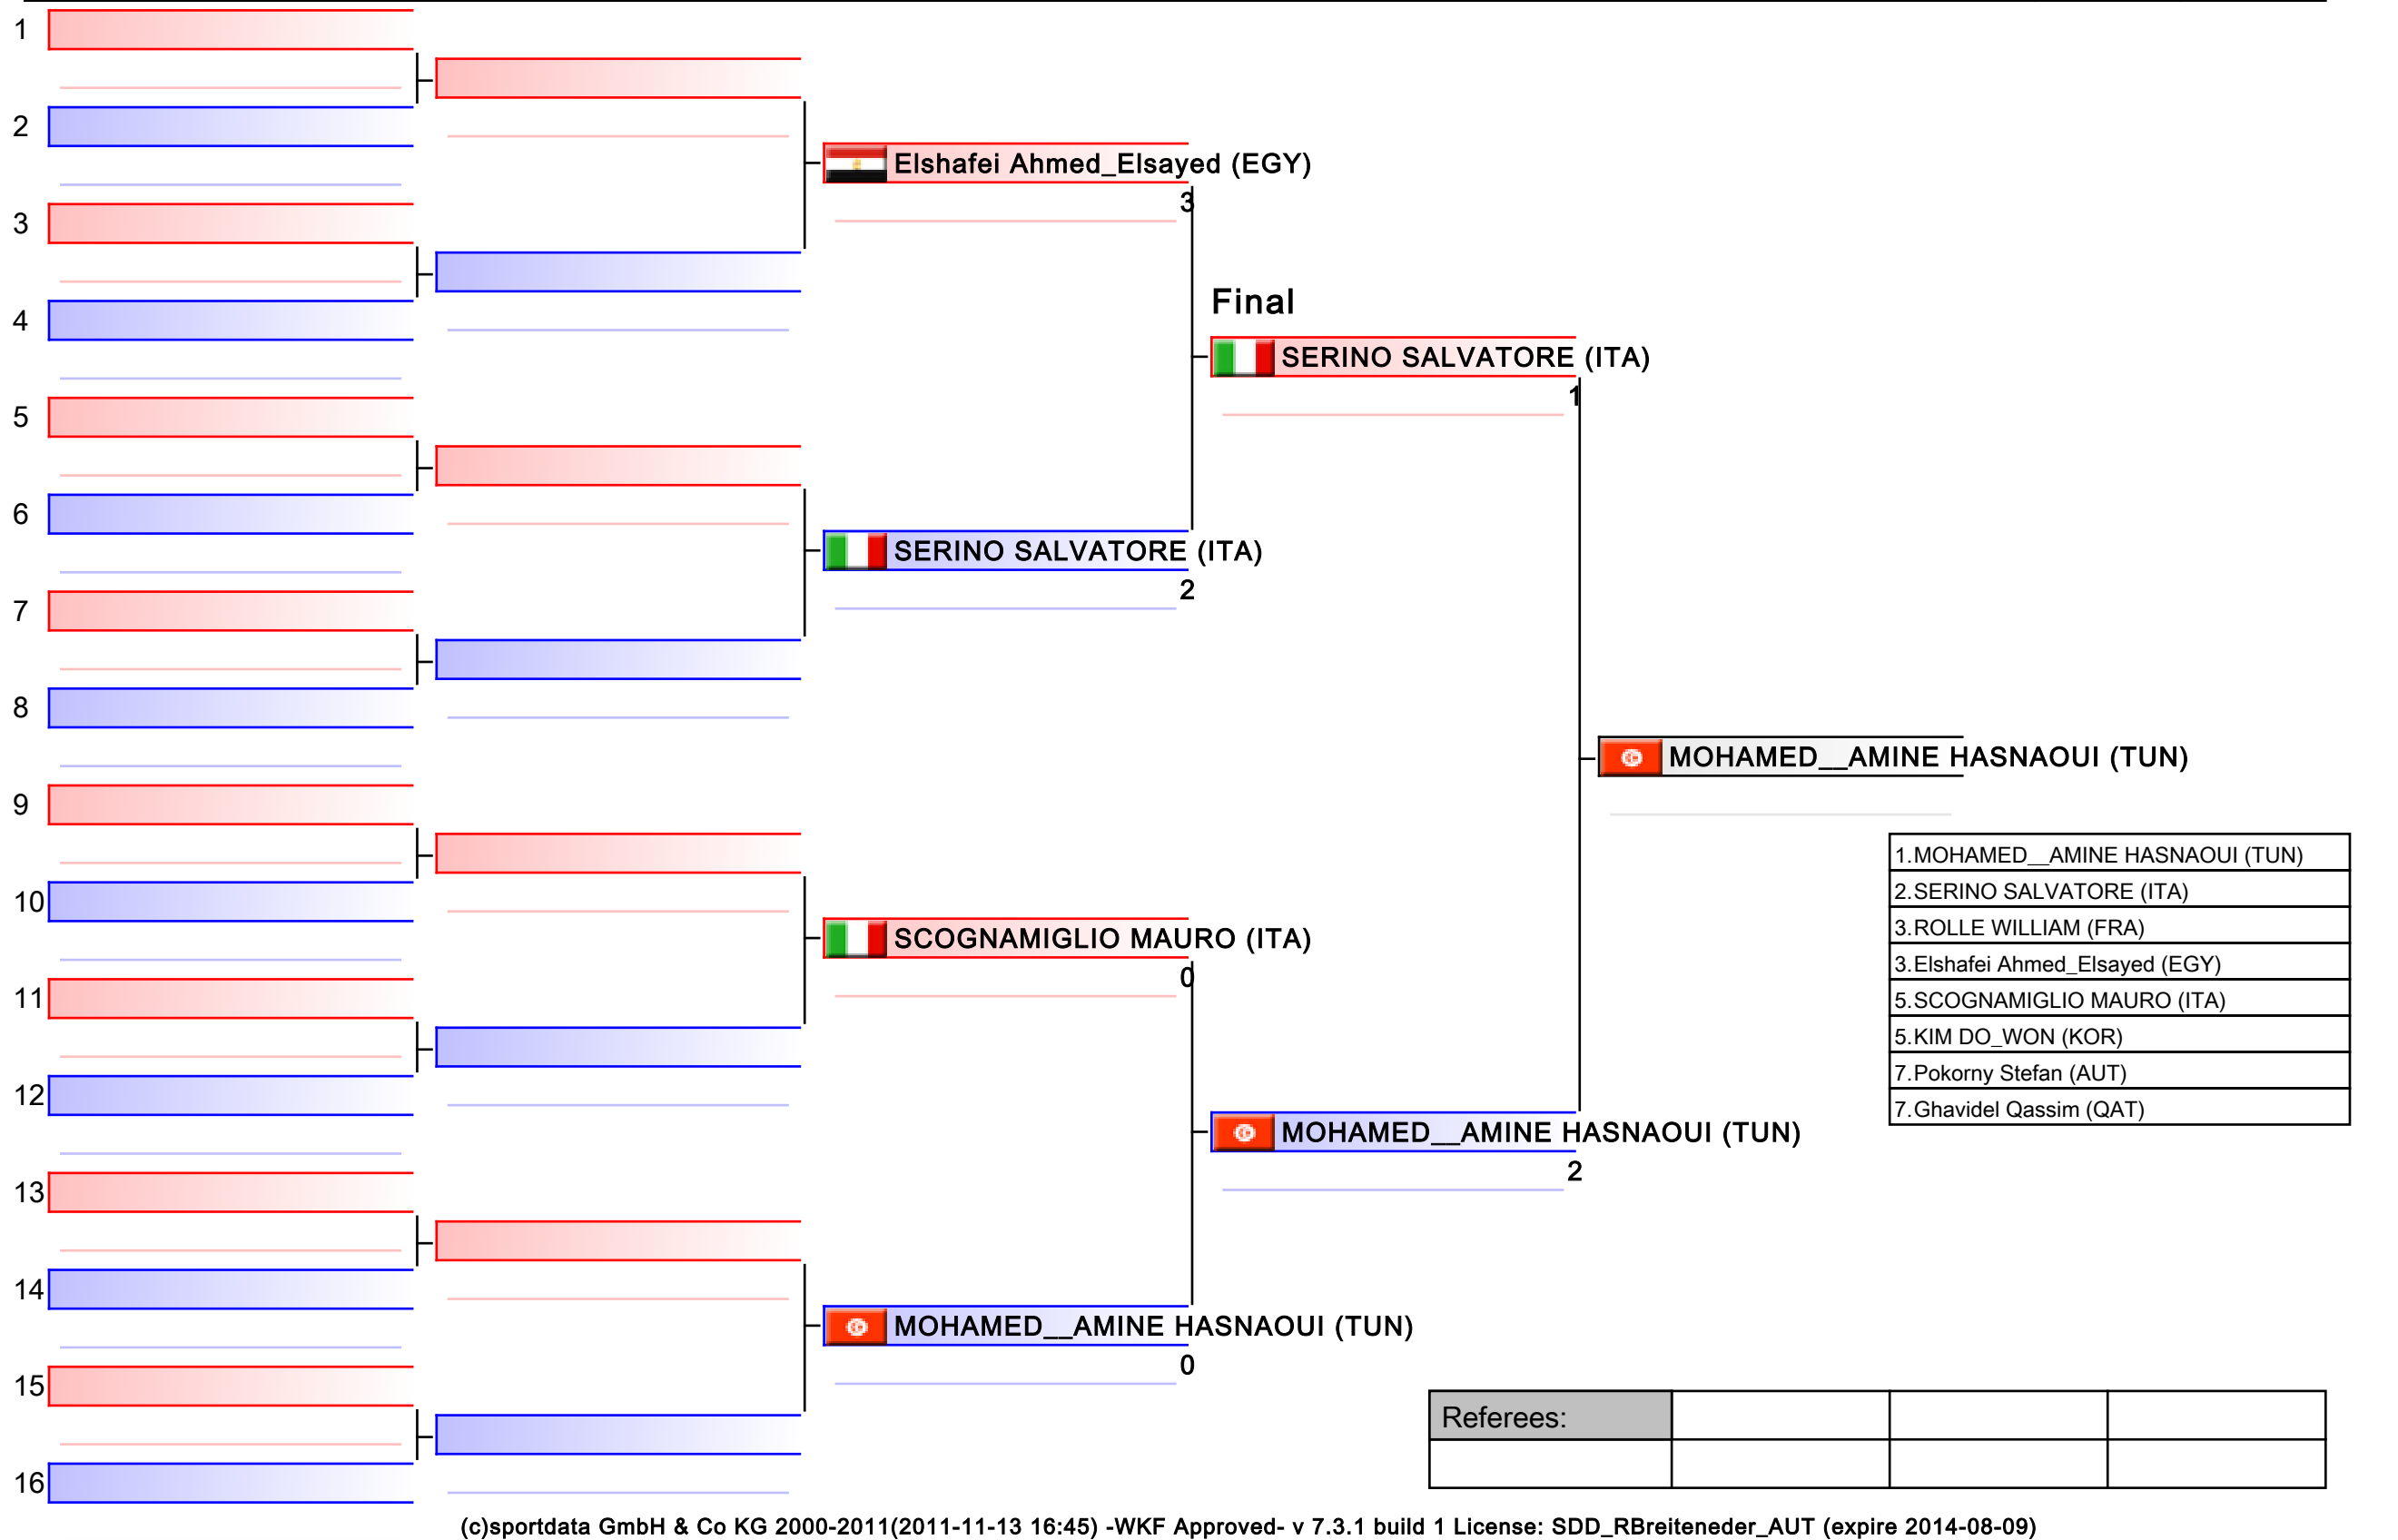 1
2
Elshafei Ahmed_Elsayed (EGY)
3
3
Final
4
SERINO SALVATORE (ITA)
1
5
6
SERINO SALVATORE (ITA)
2
7
8
MOHAMED__AMINE HASNAOUI (TUN)
9
1.MOHAMED__AMINE HASNAOUI (TUN)
2.SERINO SALVATORE (ITA)
10
3.ROLLE WILLIAM (FRA)
SCOGNAMIGLIO MAURO (ITA)
3.Elshafei Ahmed_Elsayed (EGY)
0
11
5.SCOGNAMIGLIO MAURO (ITA)
5.KIM DO_WON (KOR)
7.Pokorny Stefan (AUT)
12
7.Ghavidel Qassim (QAT)
MOHAMED__AMINE HASNAOUI (TUN)
2
13
14
MOHAMED__AMINE HASNAOUI (TUN)
0
15
Referees:
16
(c)sportdata GmbH & Co KG 2000-2011(2011-11-13 16:45) -WKF Approved- v 7.3.1 build 1 License: SDD_RBreiteneder_AUT (expire 2014-08-09)